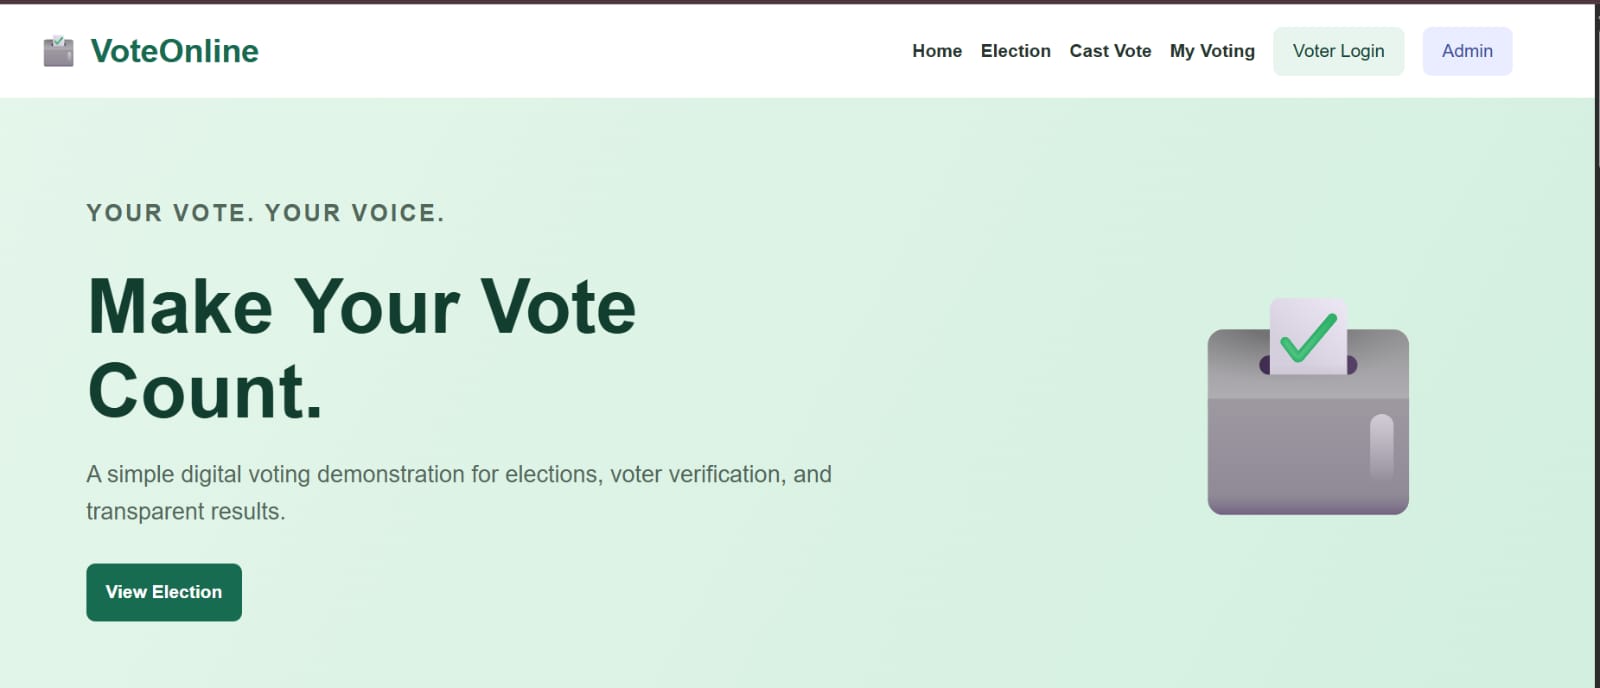 VoteOnline
Home Election Cast Vote My Voting Voter Login Admin
YOUR VOTE. YOUR VOICE.
Make Your Vote
Count.
A simple digital voting demonstration for elections, voter verification, and
transparent results.
View Election